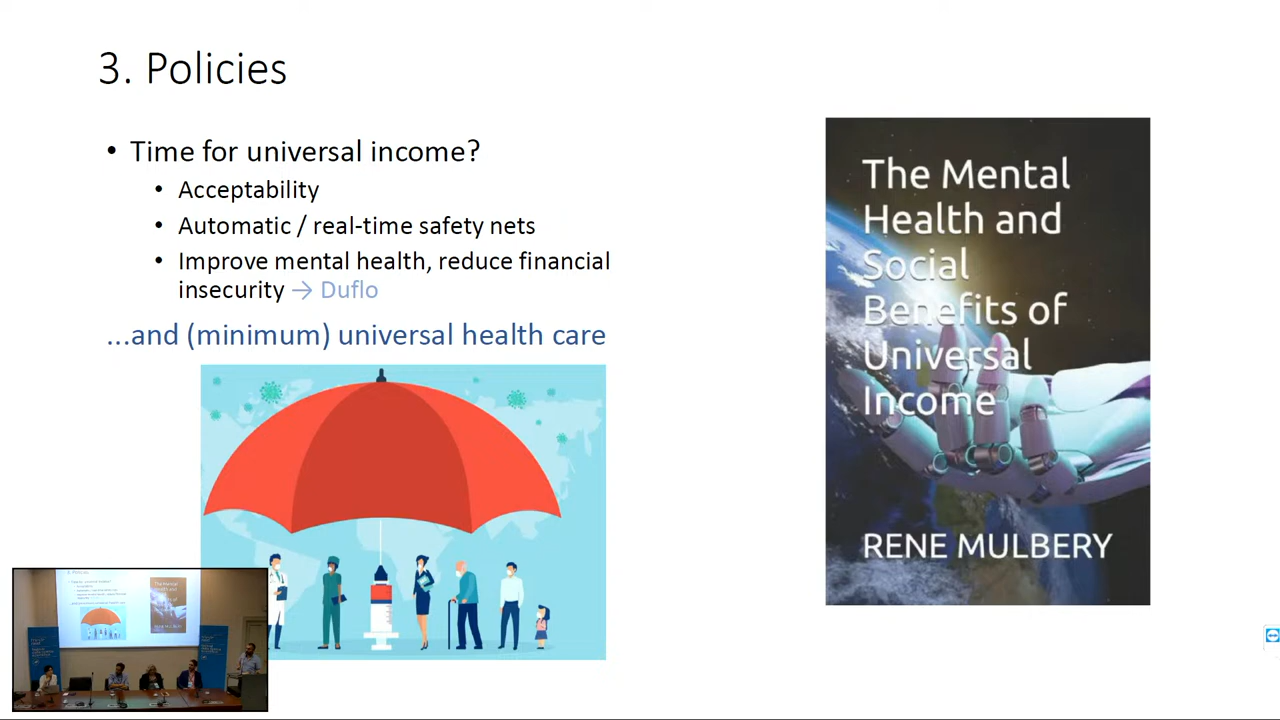 3. Policies
• Time for universal income?
• Acceptability
• Automatic / real-time safety nets
• Improve mental health, reduce financial
insecurity → Duflo
...and (minimum) universal health care
The Mental
Health and
Social
Benefits of
Universal
Income
RENE MULBERY